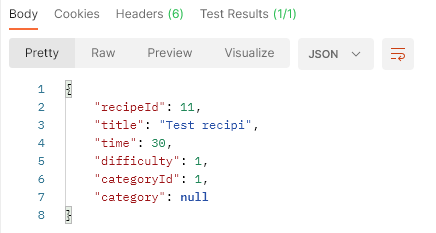 Body Cookies Headers (6) Test Results (1/1)
Pretty Raw Preview Visualize JSON
1 {
2 "recipeId": 11,
3 "title": "Test recipi",
4 "time": 30,
5 "difficulty": 1,
6 "categoryId": 1,
7 "category": null
8 }